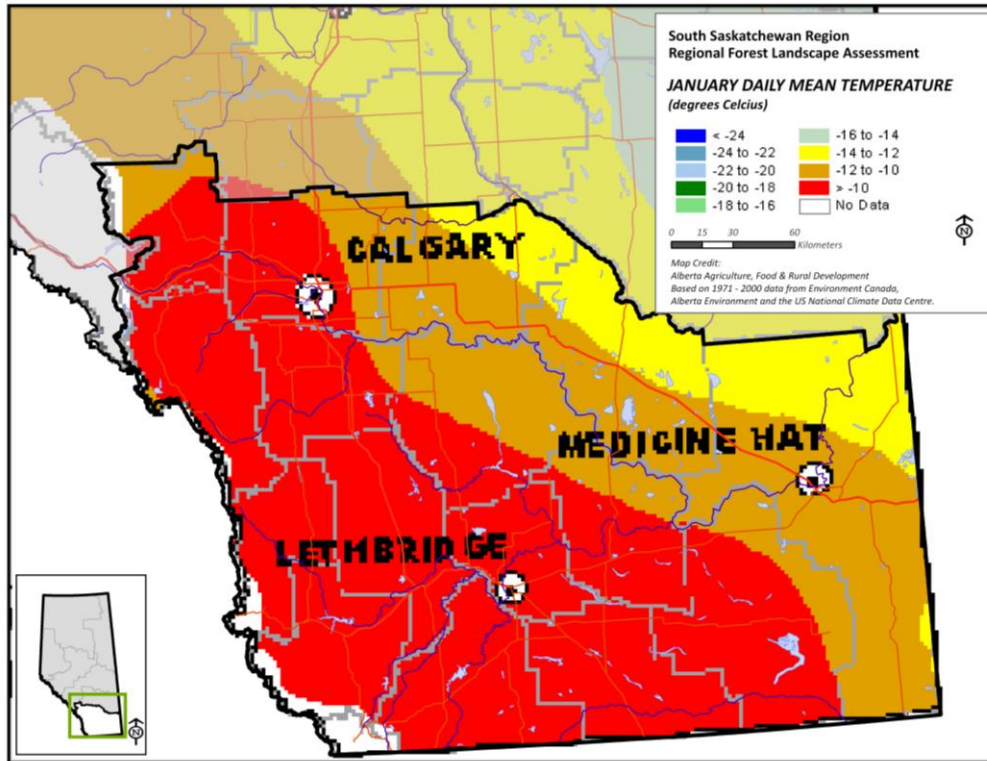 South Saskatchewan Region
Regional Forest Landscape Assessment
JANUARY DAILY MEAN TEMPERATURE
(degrees Celcius)
< -24
-24 to -22
-22 to -20
-20 to -18
-18 to -16
-16 to -14
-14 to -12
-12 to -10
> -10
No Data
0 15 30 60
Kilometers
N
Map Credit:
Alberta Agriculture, Food & Rural Development
Based on 1971 - 2000 data from Environment Canada,
Alberta Environment and the US National Climate Data Centre.
CALGARY
MEDICINE HAT
LETHBRIDGE
N